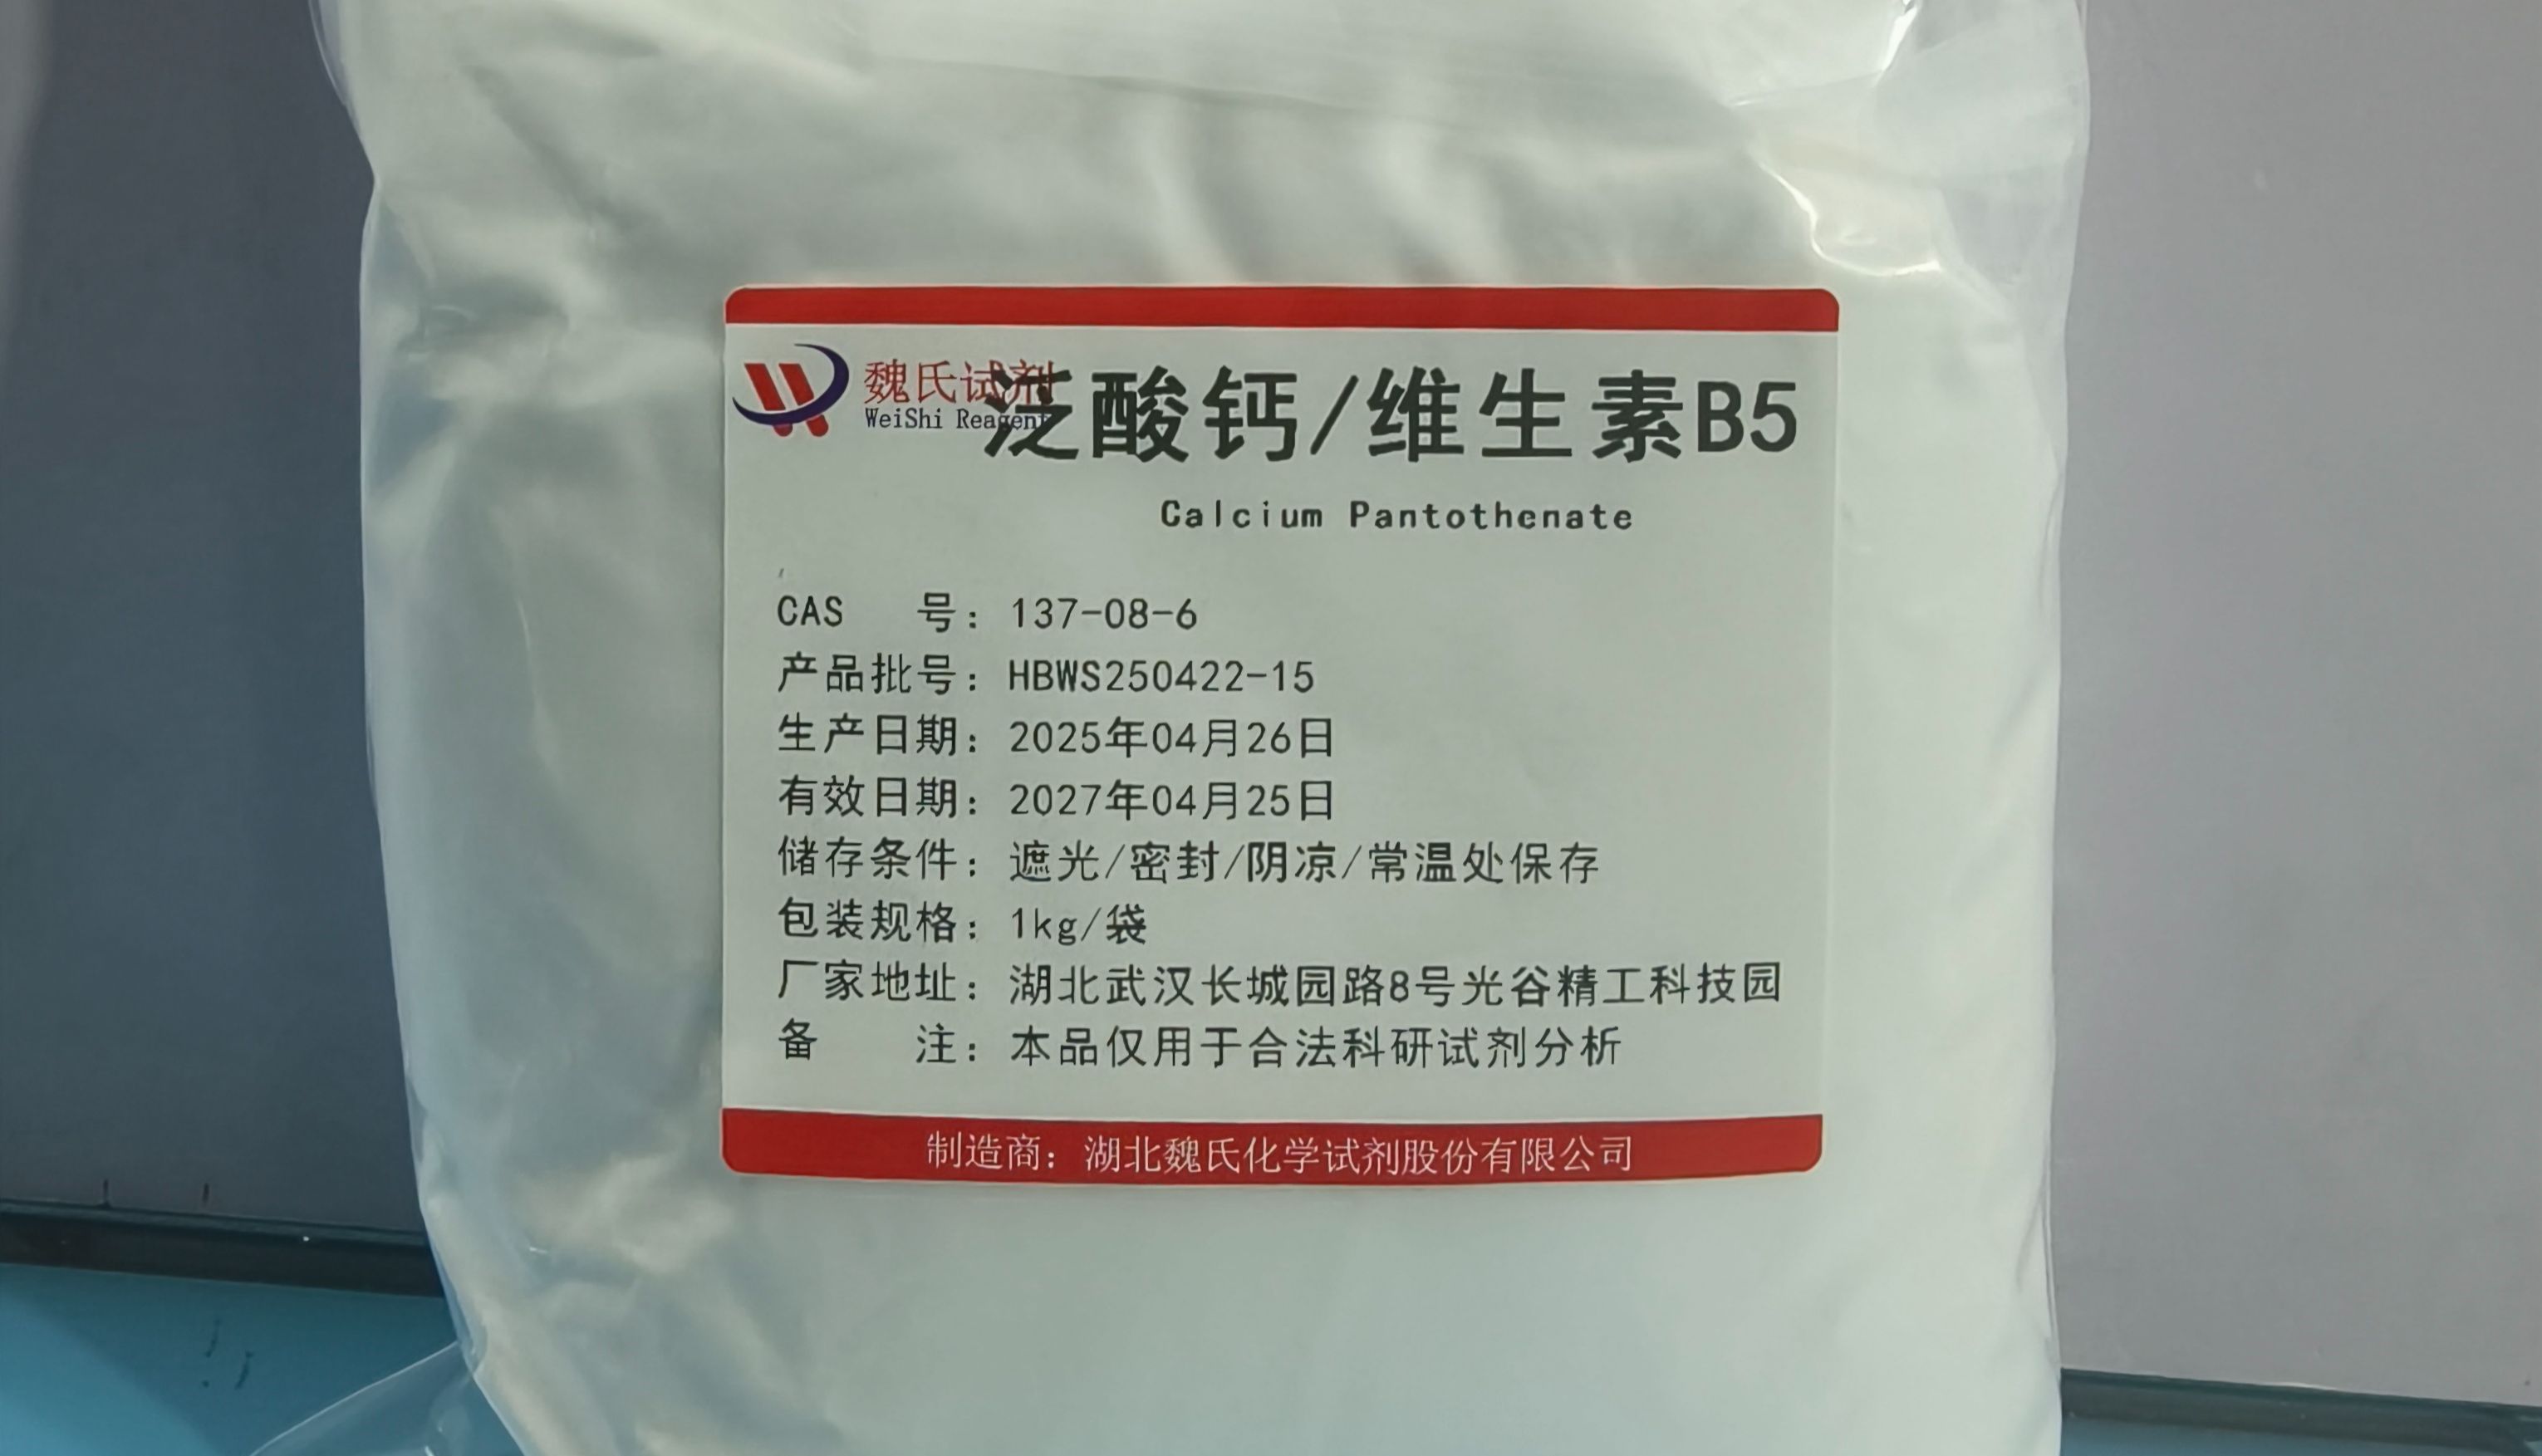 魏氏试剂
WeiShi Reagent
泛酸钙/维生素B5
Calcium Pantothenate
CAS 号：137-08-6
产品批号：HBWS250422-15
生产日期：2025年04月26日
有效日期：2027年04月25日
储存条件：遮光/密封/阴凉/常温处保存
包装规格：1kg/袋
厂家地址：湖北武汉长城园路8号光谷精工科技园
备 注：本品仅用于合法科研试剂分析
制造商：湖北魏氏化学试剂股份有限公司